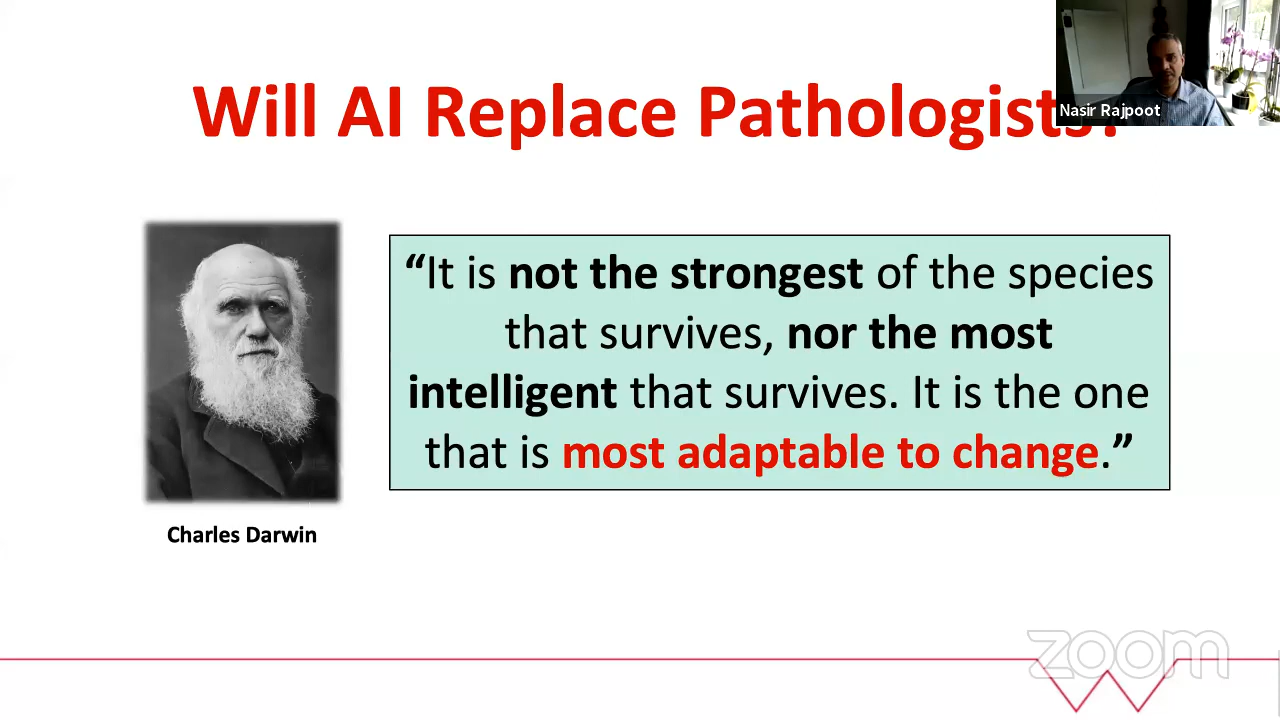 Will AI Replace Pathologists?
Nasir Rajpoot
“It is not the strongest of the species
that survives, nor the most
intelligent that survives. It is the one
that is most adaptable to change.”
Charles Darwin
zoom